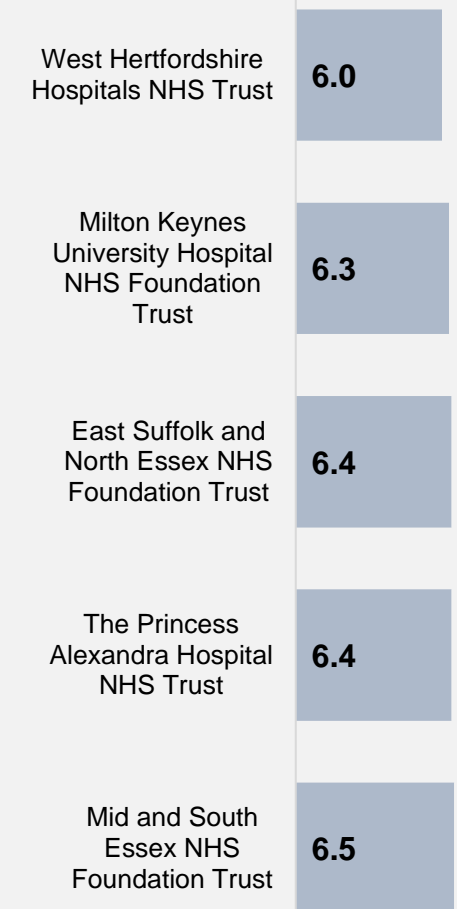 West Hertfordshire
Hospitals NHS Trust
6.0
Milton Keynes
University Hospital
NHS Foundation
Trust
6.3
East Suffolk and
North Essex NHS
Foundation Trust
6.4
The Princess
Alexandra Hospital
NHS Trust
6.4
Mid and South
Essex NHS
Foundation Trust
6.5